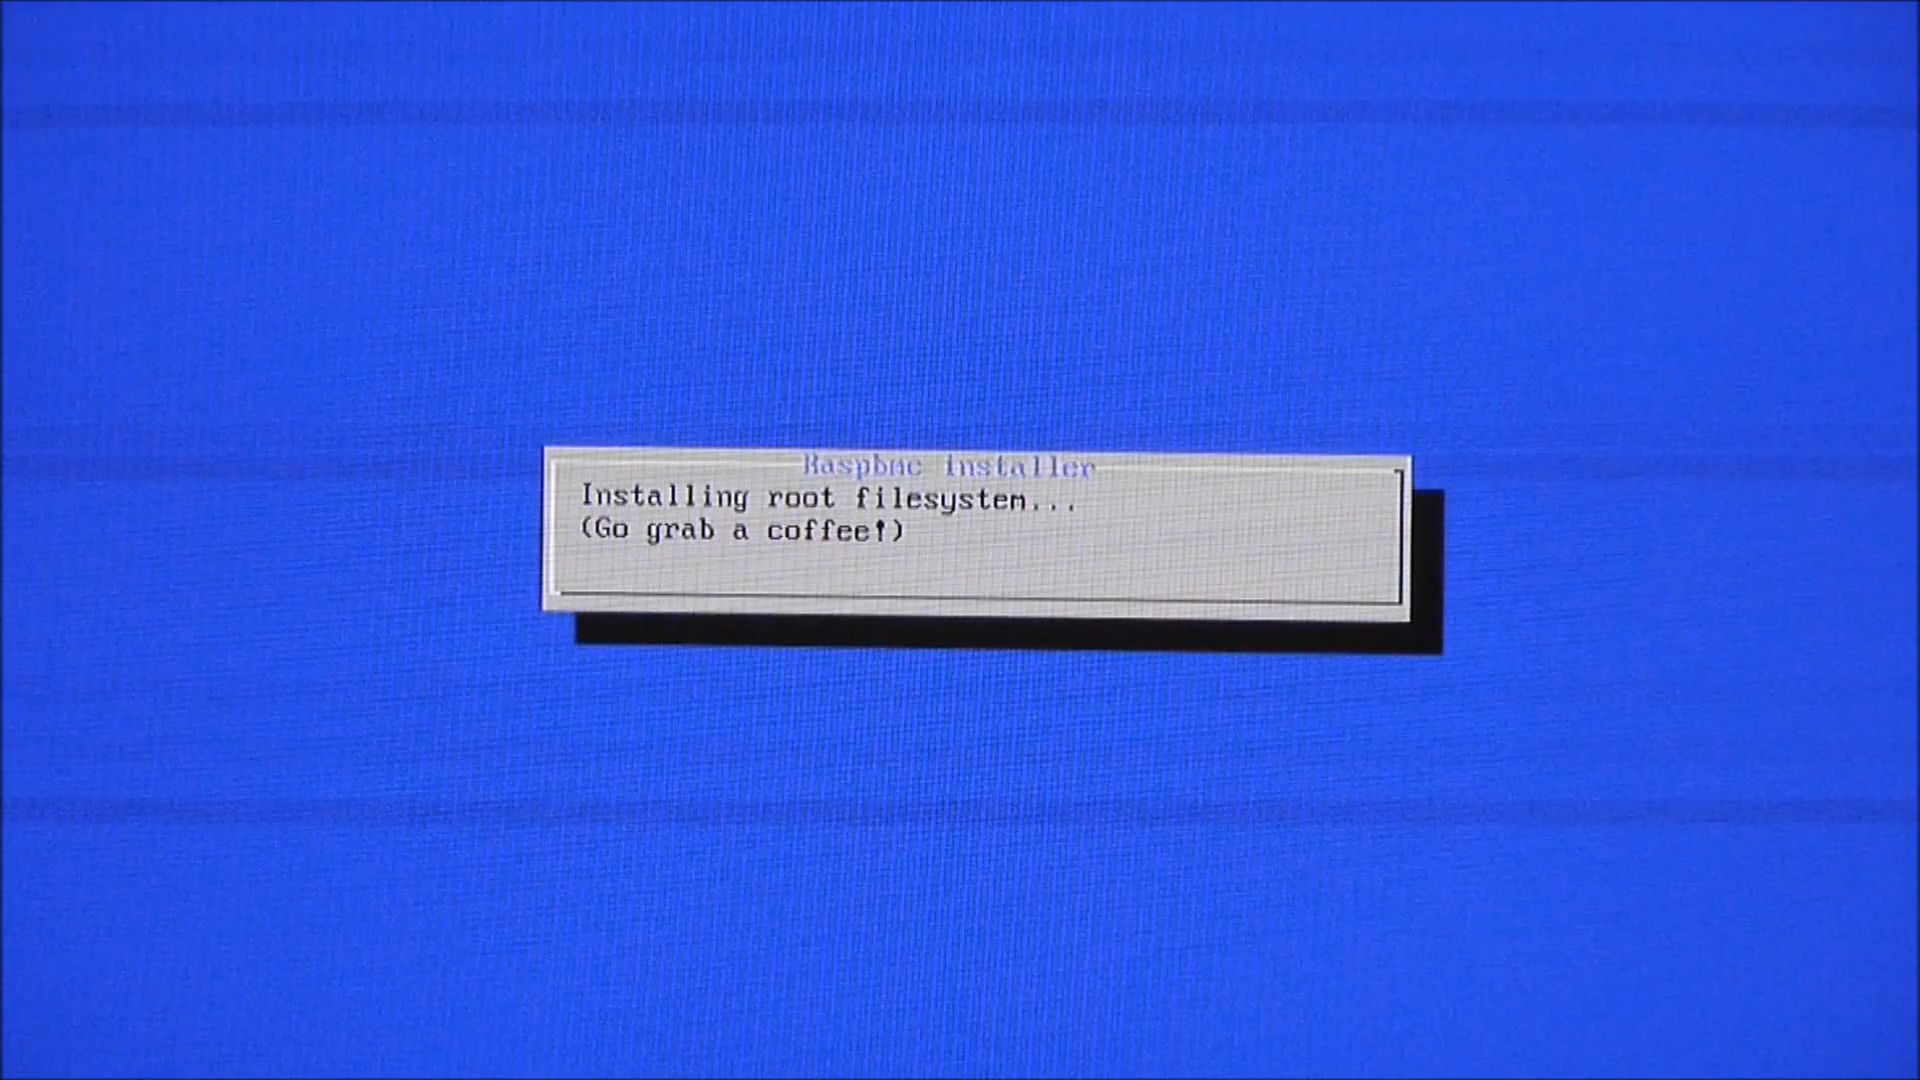 Raspbmc installer
Installing root filesystem...
(Go grab a coffee!)